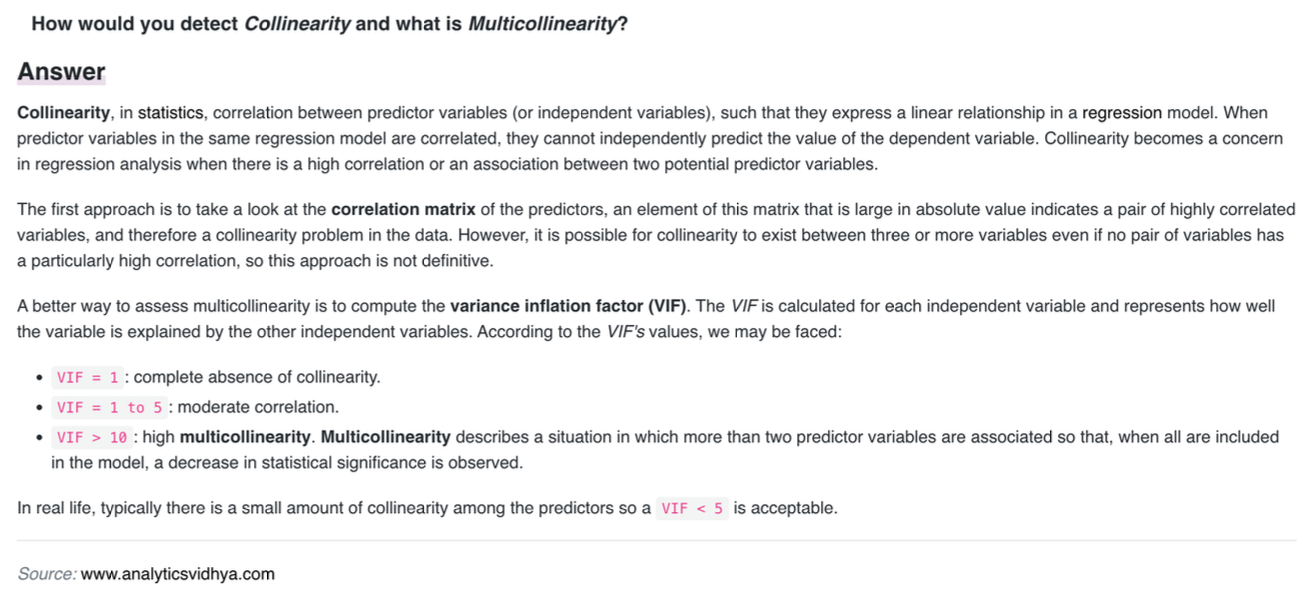 How would you detect Collinearity and what is Multicollinearity?
Answer
Collinearity, in statistics, correlation between predictor variables (or independent variables), such that they express a linear relationship in a regression model. When
predictor variables in the same regression model are correlated, they cannot independently predict the value of the dependent variable. Collinearity becomes a concern
in regression analysis when there is a high correlation or an association between two potential predictor variables.
The first approach is to take a look at the correlation matrix of the predictors, an element of this matrix that is large in absolute value indicates a pair of highly correlated
variables, and therefore a collinearity problem in the data. However, it is possible for collinearity to exist between three or more variables even if no pair of variables has
a particularly high correlation, so this approach is not definitive.
A better way to assess multicollinearity is to compute the variance inflation factor (VIF). The VIF is calculated for each independent variable and represents how well
the variable is explained by the other independent variables. According to the VIF's values, we may be faced:
• VIF = 1 : complete absence of collinearity.
• VIF = 1 to 5 : moderate correlation.
• VIF > 10 : high multicollinearity. Multicollinearity describes a situation in which more than two predictor variables are associated so that, when all are included
in the model, a decrease in statistical significance is observed.
In real life, typically there is a small amount of collinearity among the predictors so a VIF < 5 is acceptable.
Source: www.analyticsvidhya.com